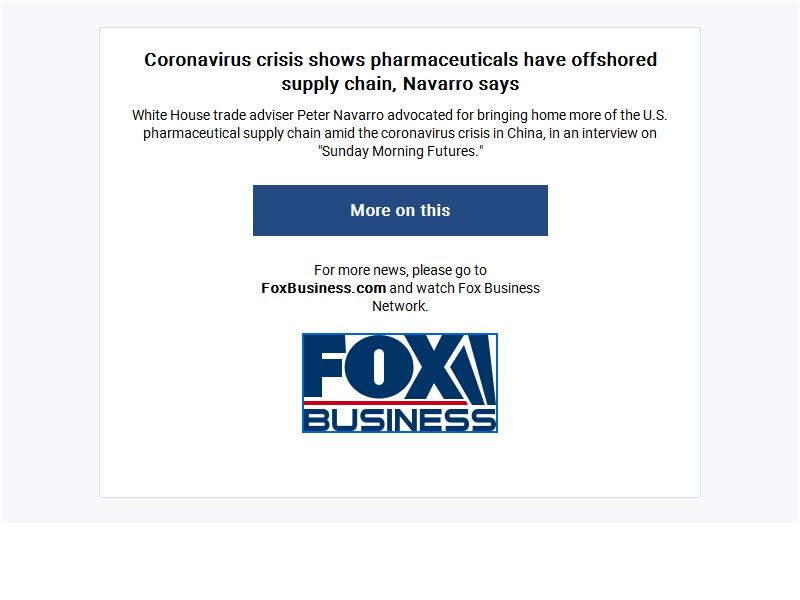 Coronavirus crisis shows pharmaceuticals have offshored
supply chain, Navarro says
White House trade adviser Peter Navarro advocated for bringing home more of the U.S.
pharmaceutical supply chain amid the coronavirus crisis in China, in an interview on
"Sunday Morning Futures."
More on this
For more news, please go to
FoxBusiness.com and watch Fox Business
Network.
FOX
BUSINESS